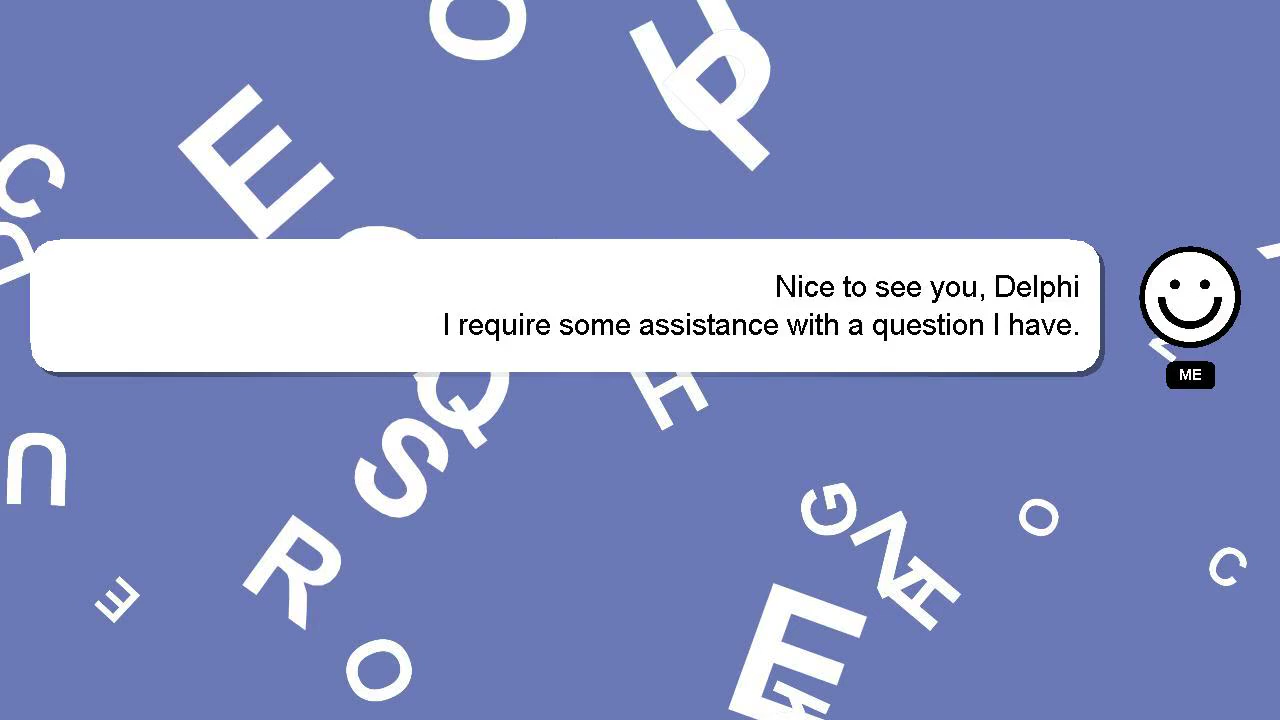 Nice to see you, Delphi
I require some assistance with a question I have.
ME